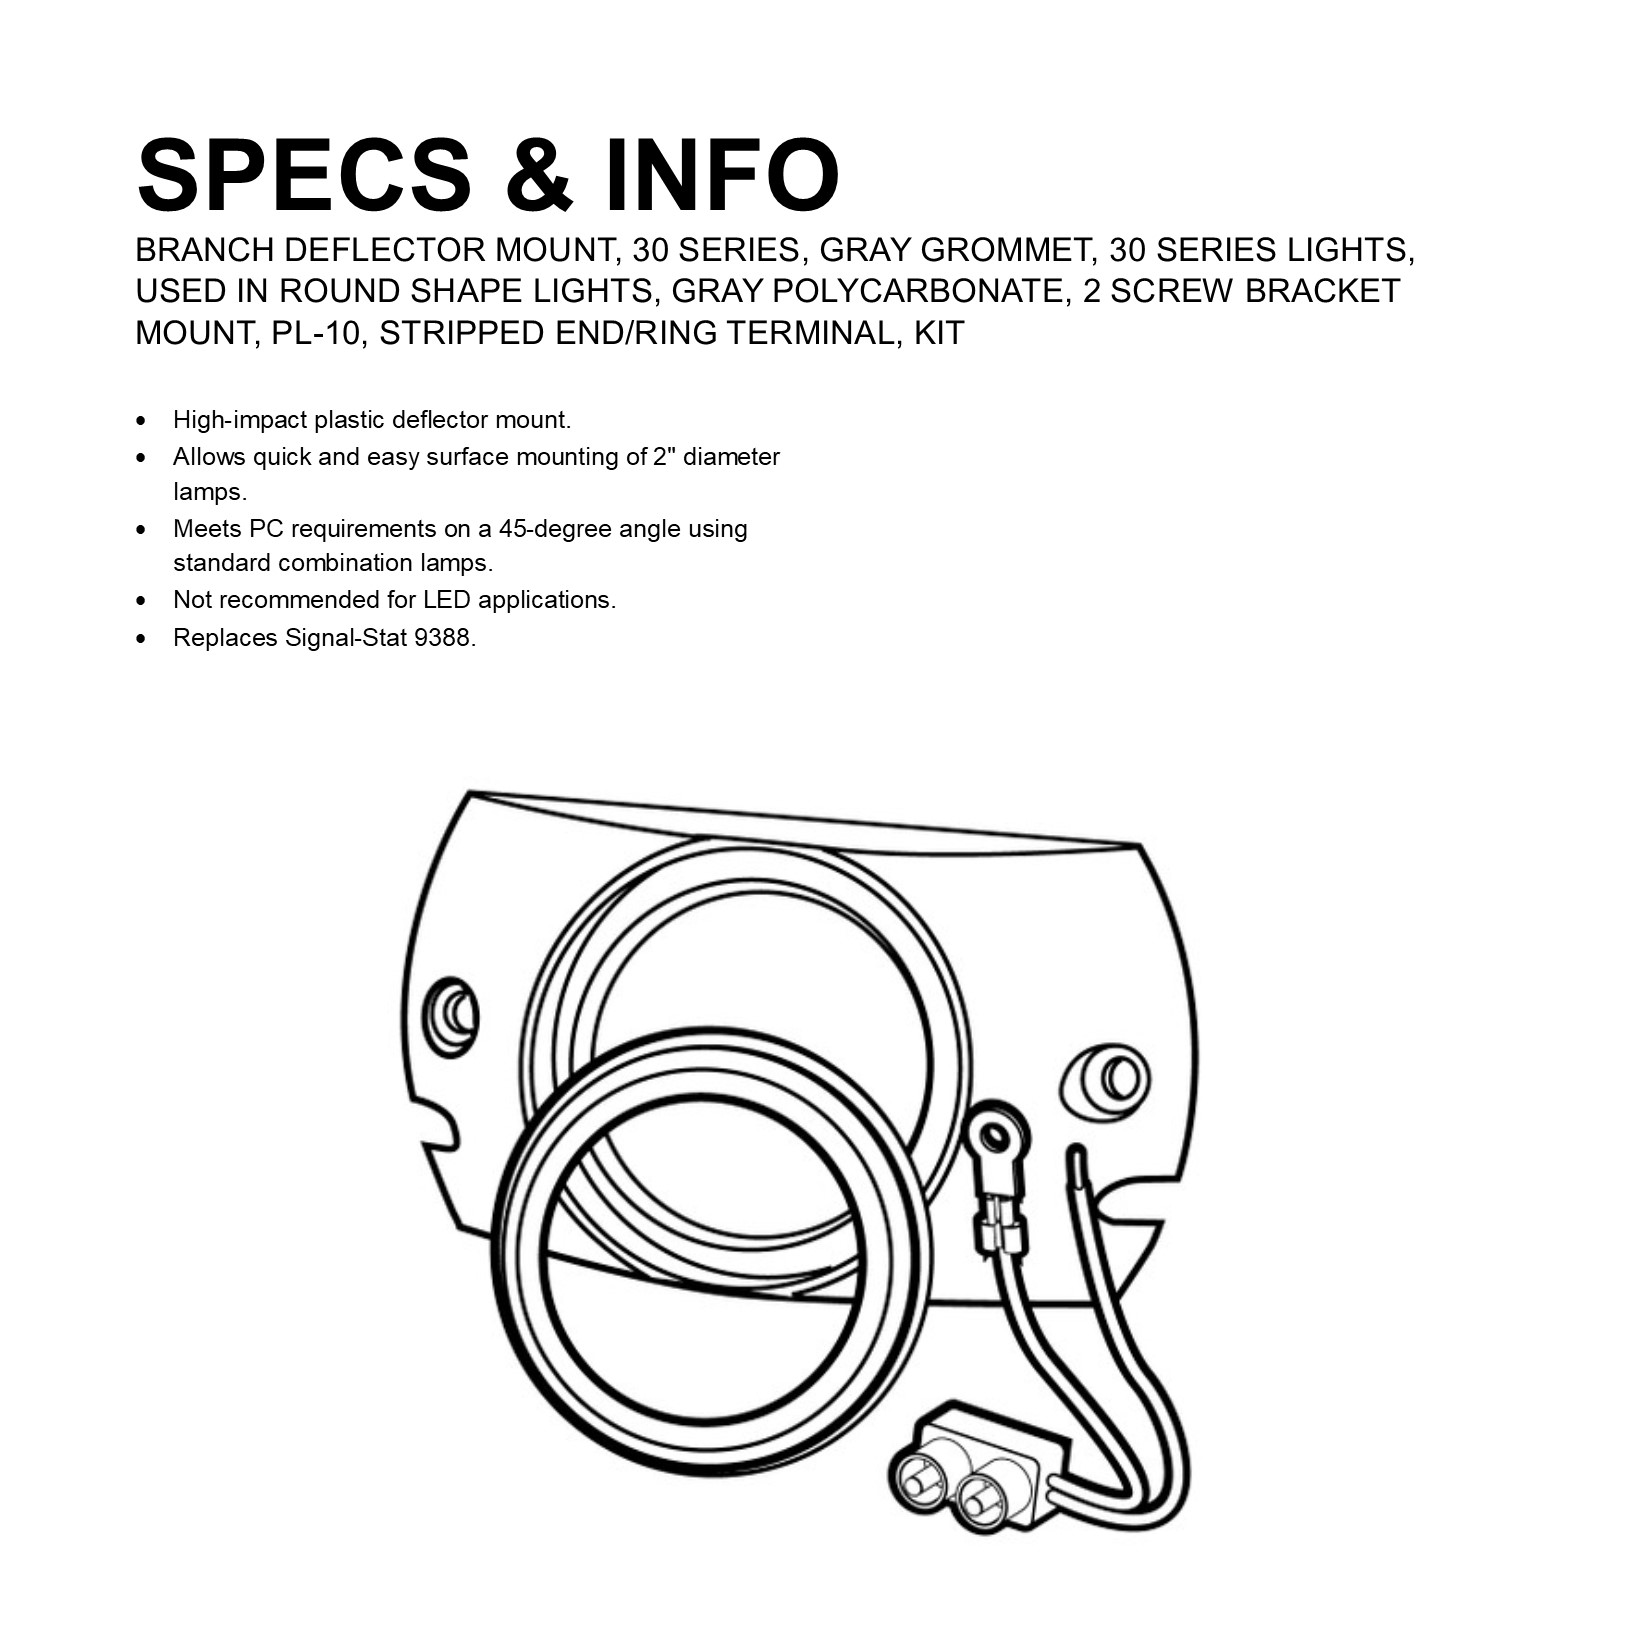 SPECS & INFO
BRANCH DEFLECTOR MOUNT, 30 SERIES, GRAY GROMMET, 30 SERIES LIGHTS,
USED IN ROUND SHAPE LIGHTS, GRAY POLYCARBONATE, 2 SCREW BRACKET
MOUNT, PL-10, STRIPPED END/RING TERMINAL, KIT
• High-impact plastic deflector mount.
• Allows quick and easy surface mounting of 2" diameter
lamps.
• Meets PC requirements on a 45-degree angle using
standard combination lamps.
• Not recommended for LED applications.
• Replaces Signal-Stat 9388.